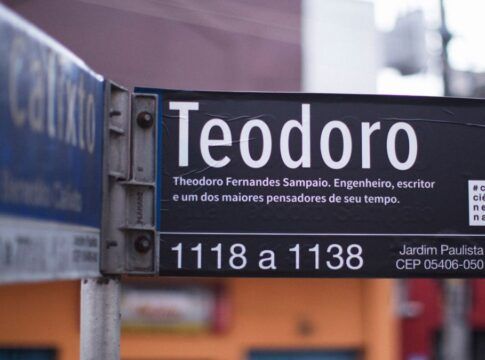 Calixto
Teodoro
Theodoro Fernandes Sampaio. Engenheiro, escritor
e um dos maiores pensadores de seu tempo.
1118 a 1138
Jardim Paulista
CEP 05406-050